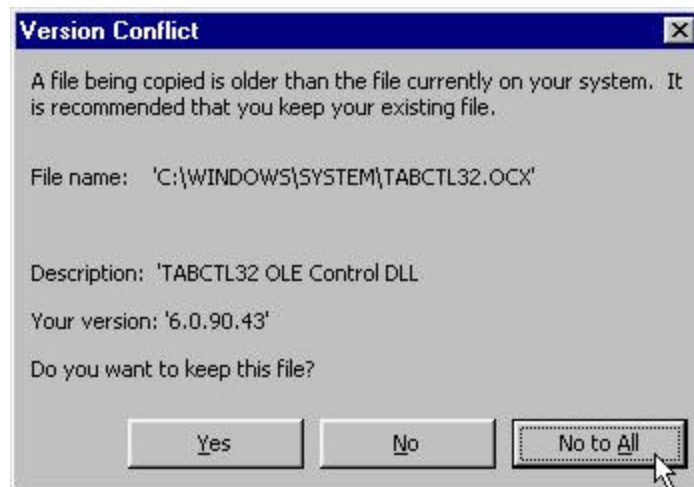 Version Conflict
A file being copied is older than the file currently on your system.  It
is recommended that you keep your existing file.
File name:   'C:\WINDOWS\SYSTEM\TABCTL32.OCX'
Description:  'TABCTL32 OLE Control DLL
Your version: '6.0.90.43'
Do you want to keep this file?
Yes No No to All